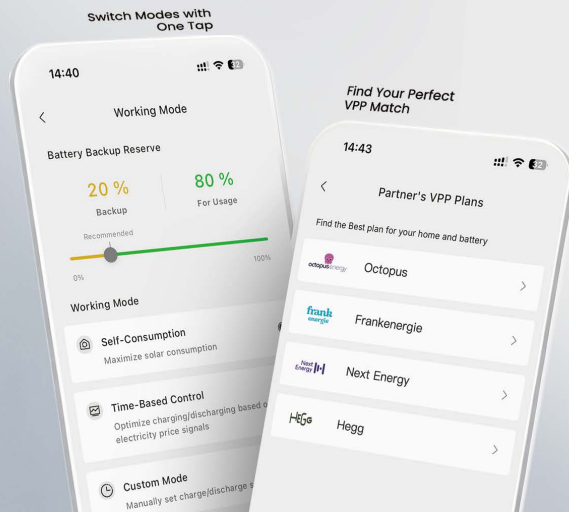 Switch Modes with
One Tap
14:40
32
Working Mode
Battery Backup Reserve
20 %
80 %
Backup
For Usage
Recommended
0%
100%
Working Mode
Self-Consumption
Maximize solar consumption
Time-Based Control
Optimize charging/discharging based o
electricity price signals
Custom Mode
Manually set charge/discharge s
Find Your Perfect
VPP Match
14:43
32
Partner's VPP Plans
Find the Best plan for your home and battery
octopusenergy
Octopus
frank
energie
Frankenergie
Next
Energy
Next Energy
HEGG
Hegg